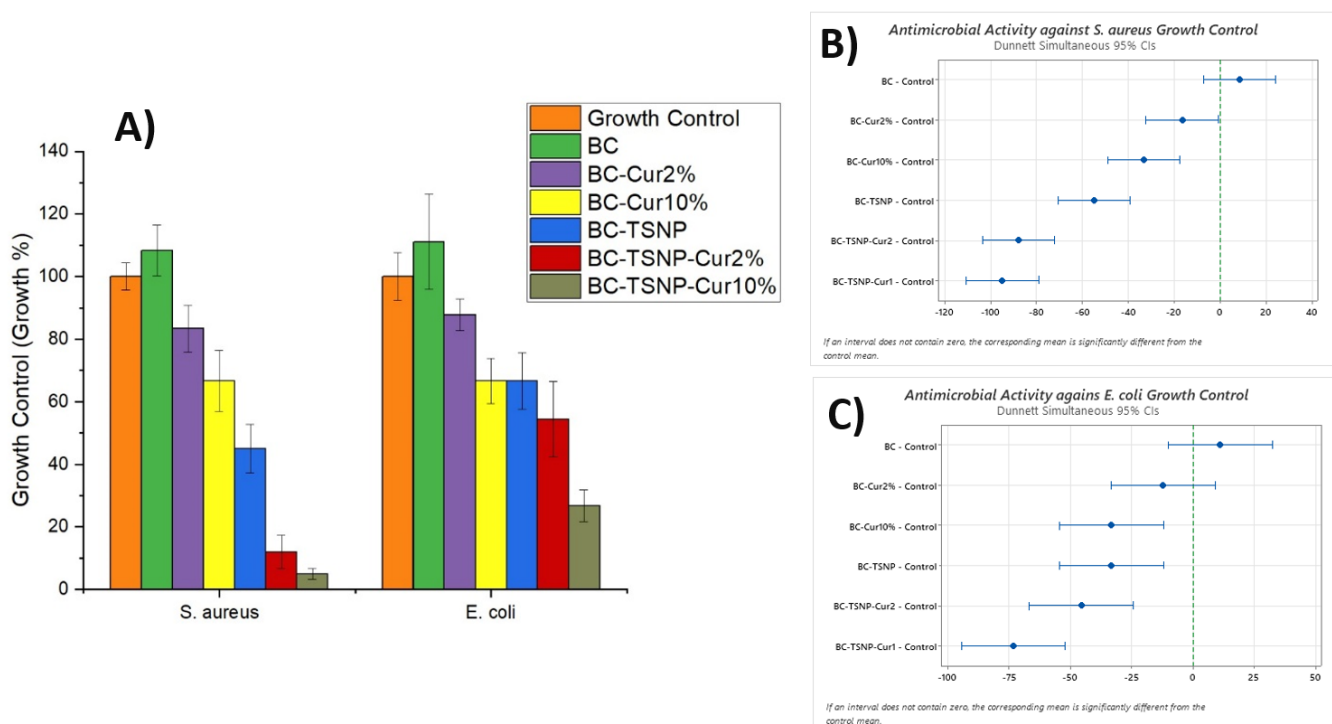 A)
Growth Control
BC
BC-Cur2%
BC-Cur10%
BC-TSNP
BC-TSNP-Cur2%
BC-TSNP-Cur10%
Growth Control (Growth %)
140
120
100
80
60
40
20
0
S. aureus
E. coli
B)
Antimicrobial Activity against S. aureus Growth Control
Dunnett Simultaneous 95% CIs
BC - Control
BC-Cur2% - Control
BC-Cur10% - Control
BC-TSNP - Control
BC-TSNP-Cur2 - Control
BC-TSNP-Cur1 - Control
-120 -100 -80 -60 -40 -20 0 20 40
If an interval does not contain zero, the corresponding mean is significantly different from the
control mean.
C)
Antimicrobial Activity agains E. coli Growth Control
Dunnett Simultaneous 95% CIs
BC - Control
BC-Cur2% - Control
BC-Cur10% - Control
BC-TSNP - Control
BC-TSNP-Cur2 - Control
BC-TSNP-Cur1 - Control
-100 -75 -50 -25 0 25 50
If an interval does not contain zero, the corresponding mean is significantly different from the
control mean.